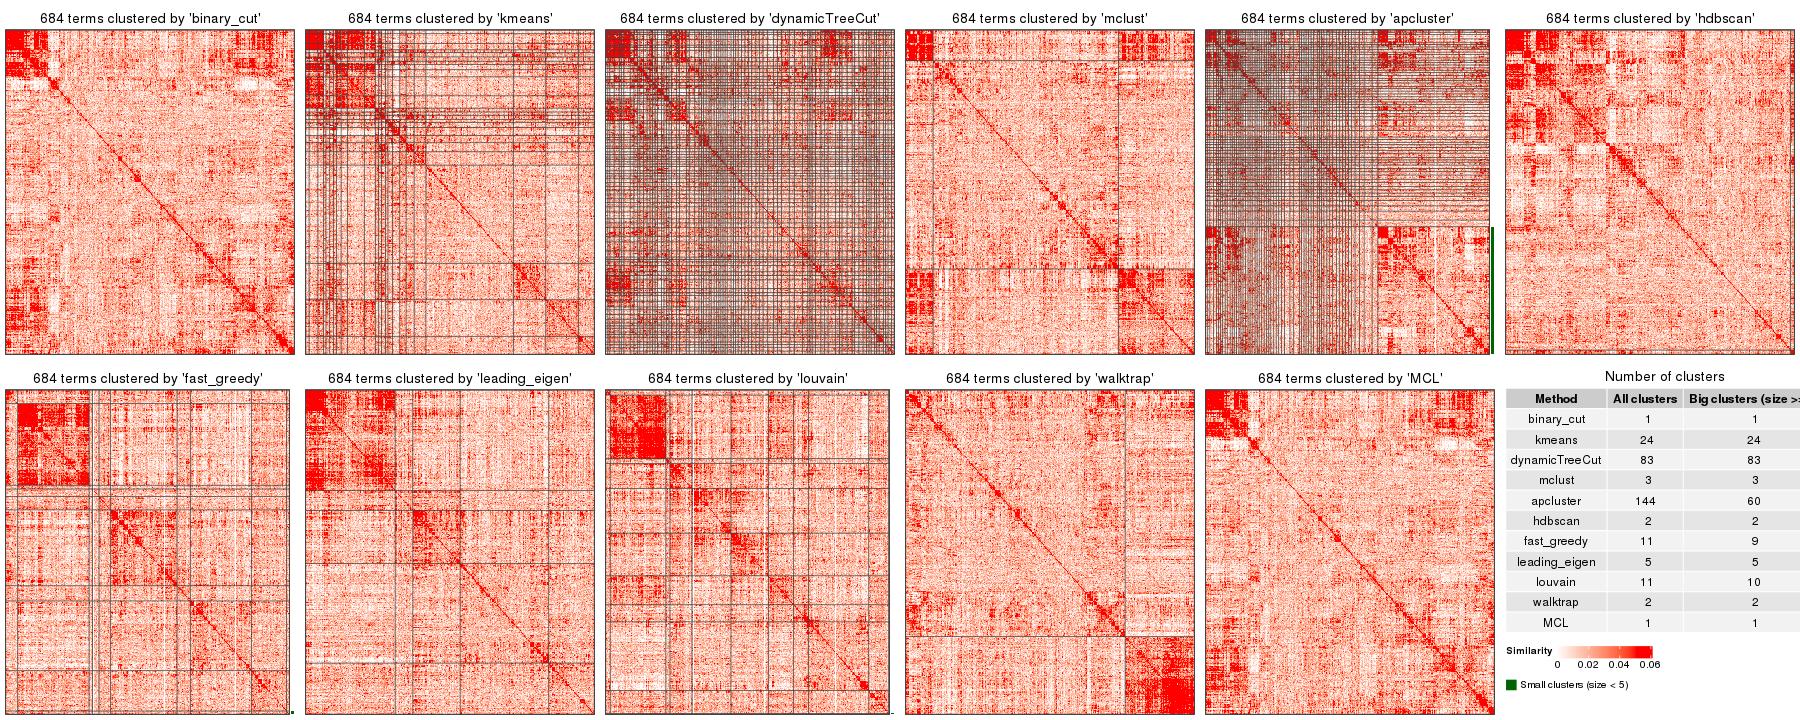 684 terms clustered by 'binary_cut'
684 terms clustered by 'kmeans'
684 terms clustered by 'dynamicTreeCut'
684 terms clustered by 'mclust'
684 terms clustered by 'apcluster'
684 terms clustered by 'hdbscan'
684 terms clustered by 'fast_greedy'
684 terms clustered by 'leading_eigen'
684 terms clustered by 'louvain'
684 terms clustered by 'walktrap'
684 terms clustered by 'MCL'
Number of clusters
Method All clusters Big clusters (size >
binary_cut 1 1
kmeans 24 24
dynamicTreeCut 83 83
mclust 3 3
apcluster 144 60
hdbscan 2 2
fast_greedy 11 9
leading_eigen 5 5
louvain 11 10
walktrap 2 2
MCL 1 1
Similarity
0 0.02 0.04 0.06
Small clusters (size < 5)